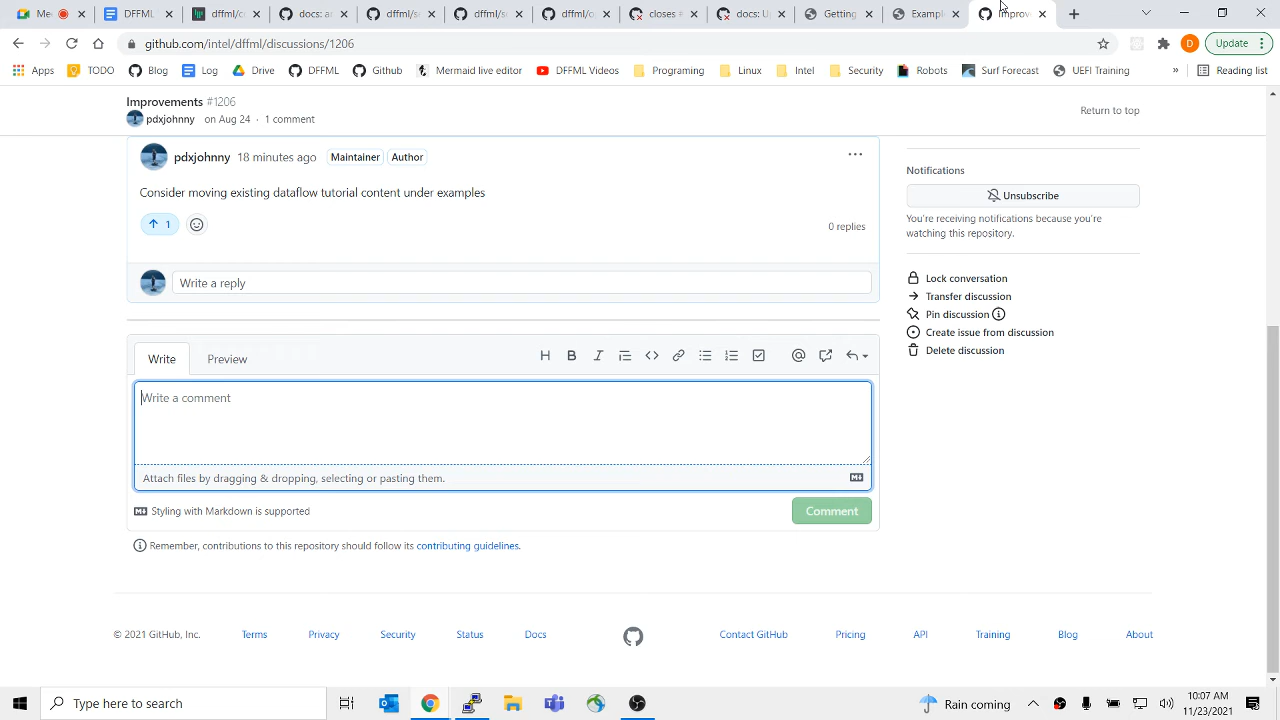 Me
DFFML
dffml/c
docs: a
dffml/s
dffml/s
dffml/o
closes #
docs: t
Getting
Example
Improv
github.com/intel/dffml/discussions/1206
D
Update
Apps
TODO
Blog
Log
Drive
DFFML
Github
Mermaid live editor
DFFML Videos
Programing
Linux
Intel
Security
Robots
Surf Forecast
UEFI Training
»
Reading list
Improvements #1206
pdxjohnny on Aug 24 · 1 comment
Return to top
pdxjohnny 18 minutes ago Maintainer Author
Consider moving existing dataflow tutorial content under examples
1
0 replies
Write a reply
Notifications
Unsubscribe
You're receiving notifications because you're
watching this repository.
Lock conversation
Transfer discussion
Pin discussion
Create issue from discussion
Delete discussion
Write
Preview
Write a comment
Attach files by dragging & dropping, selecting or pasting them.
Styling with Markdown is supported
Comment
Remember, contributions to this repository should follow its contributing guidelines.
© 2021 GitHub, Inc.
Terms
Privacy
Security
Status
Docs
Contact GitHub
Pricing
API
Training
Blog
About
Type here to search
Rain coming
10:07 AM
11/23/2021